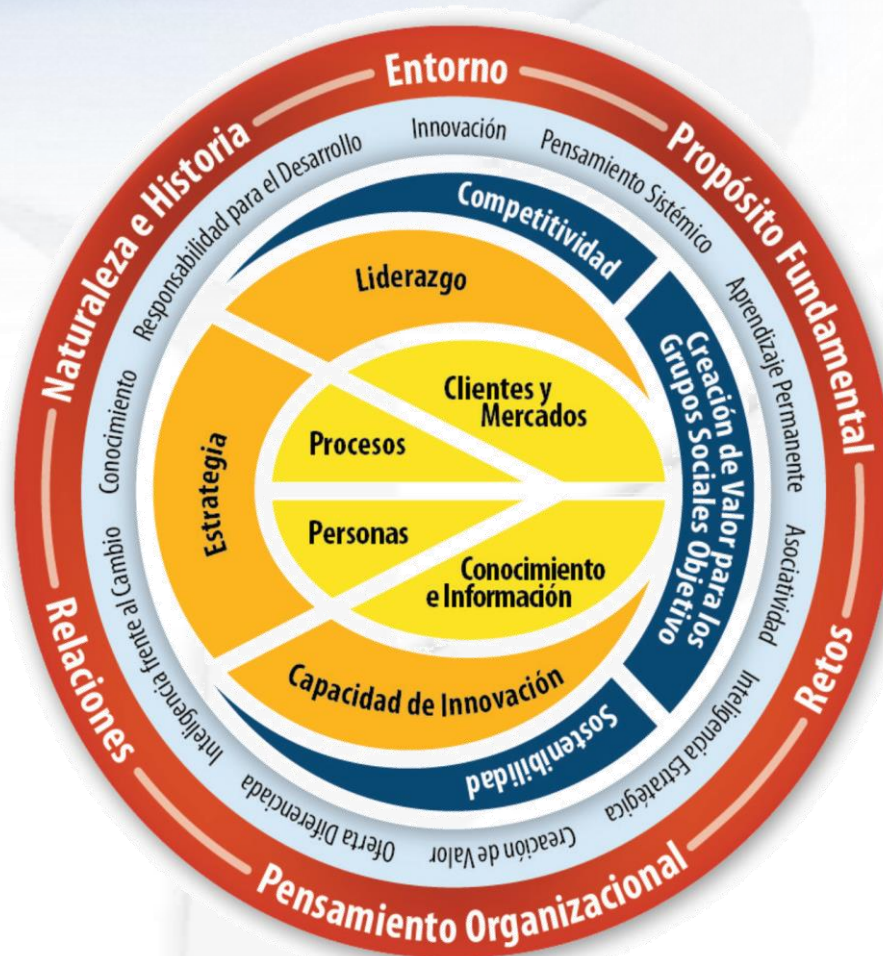 Entorno
Propósito Fundamental
Retos
Pensamiento Organizacional
Relaciones
Naturaleza e Historia
Innovación
Pensamiento Sistémico
Aprendizaje Permanente
Asociatividad
Inteligencia Estratégica
Creación de Valor
Oferta Diferenciada
Inteligencia frente al Cambio
Conocimiento
Responsabilidad para el Desarrollo
Competitividad
Creación de Valor para los
Grupos Sociales Objetivo
Sostenibilidad
Liderazgo
Estrategia
Capacidad de Innovación
Clientes y
Mercados
Procesos
Personas
Conocimiento
e Información